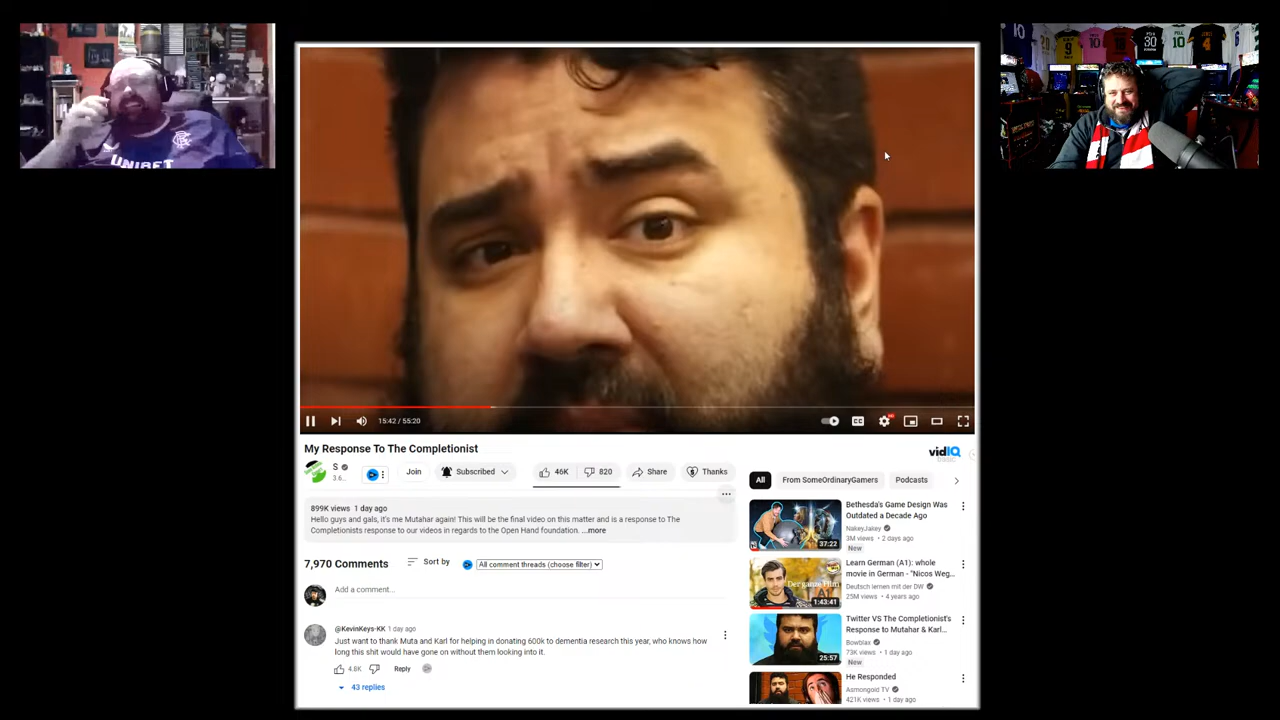 UNIBET
10
9
10
30
10
4
15:42 / 55:20
My Response To The Completionist
S
3.6...
Join
Subscribed
46K
820
Share
Thanks
899K views 1 day ago
Hello guys and gals, it's me Mutahar again! This will be the final video on this matter and is a response to The
Completionists response to our videos in regards to the Open Hand foundation. ...more
7,970 Comments
Sort by
All comment threads (choose filter)
Add a comment...
@KevinKeys-KK 1 day ago
Just want to thank Muta and Karl for helping in donating 600k to dementia research this year, who knows how
long this shit would have gone on without them looking into it.
4.8K
Reply
43 replies
vidIQ
basic
All
From SomeOrdinaryGamers
Podcasts
37:22
Bethesda's Game Design Was
Outdated a Decade Ago
NakeyJakey
3M views • 2 days ago
New
1:43:41
Learn German (A1): whole
movie in German - "Nicos Weg...
Deutsch lernen mit der DW
25M views • 4 years ago
25:57
Twitter VS The Completionist's
Response to Mutahar & Karl...
Bowblax
73K views • 1 day ago
New
He Responded
Asmongold TV
421K views • 1 day ago